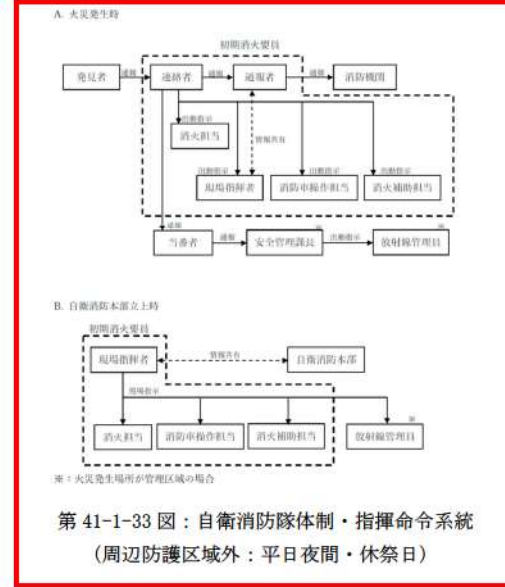 A. 火災発生時
初期消火要員
発見者 通報 連絡者 通報 通報者 通報 消防機関
出動指示
消火担当
情報共有
出動指示 出動指示 出動指示
現場指揮者 消防車操作担当 消火補助担当
通報 ※ ※
当番者 通報 安全管理課長 出動指示 放射線管理員
B. 自衛消防本部立上時
初期消火要員
現場指揮者 情報共有 自衛消防本部
現場指示
※
消火担当 消防車操作担当 消火補助担当 放射線管理員
※：火災発生場所が管理区域の場合
第 41-1-33 図：自衛消防隊体制・指揮命令系統
（周辺防護区域外：平日夜間・休祭日）